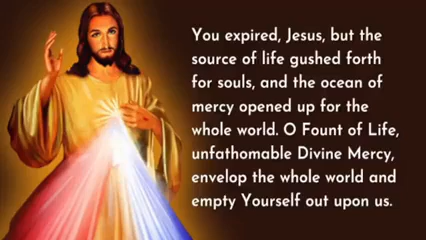 You expired, Jesus, but the
source of life gushed forth
for souls, and the ocean of
mercy opened up for the
whole world. O Fount of Life,
unfathomable Divine Mercy,
envelop the whole world and
empty Yourself out upon us.